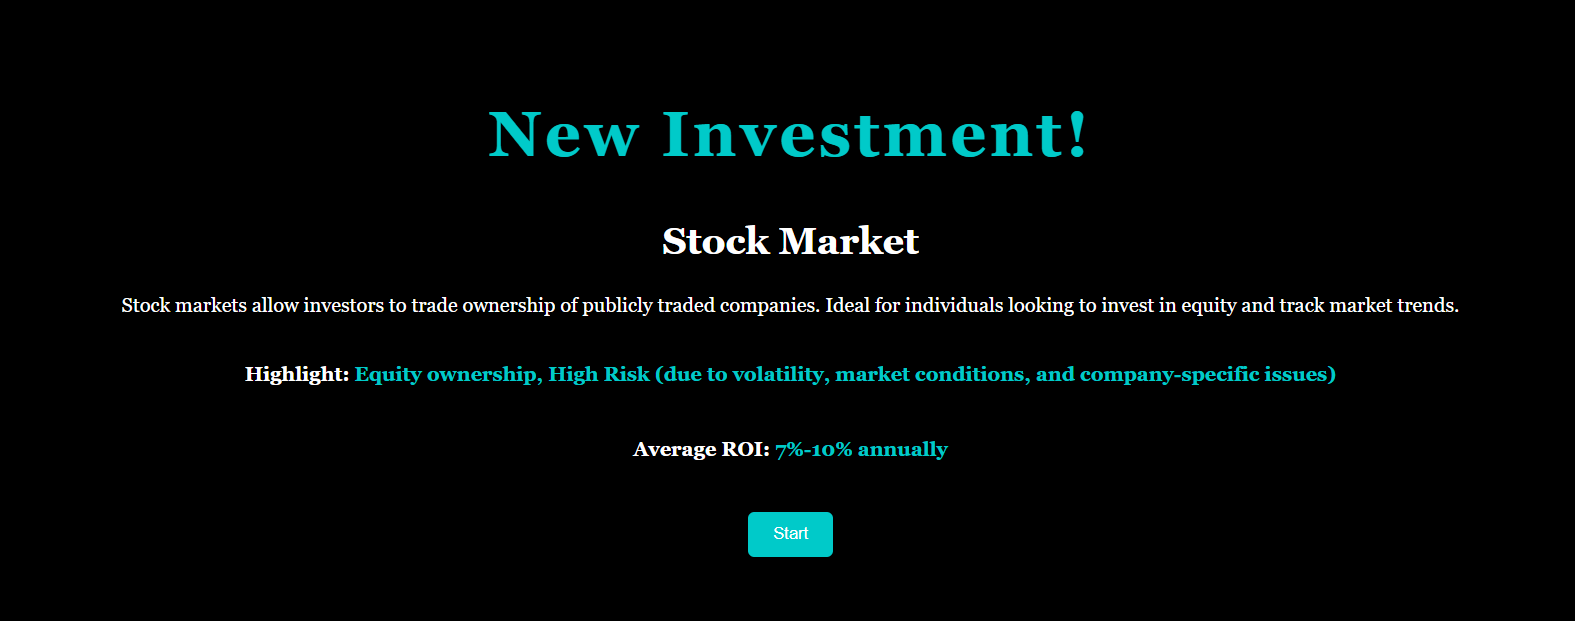 New Investment!
Stock Market
Stock markets allow investors to trade ownership of publicly traded companies. Ideal for individuals looking to invest in equity and track market trends.
Highlight: Equity ownership, High Risk (due to volatility, market conditions, and company-specific issues)
Average ROI: 7%-10% annually
Start